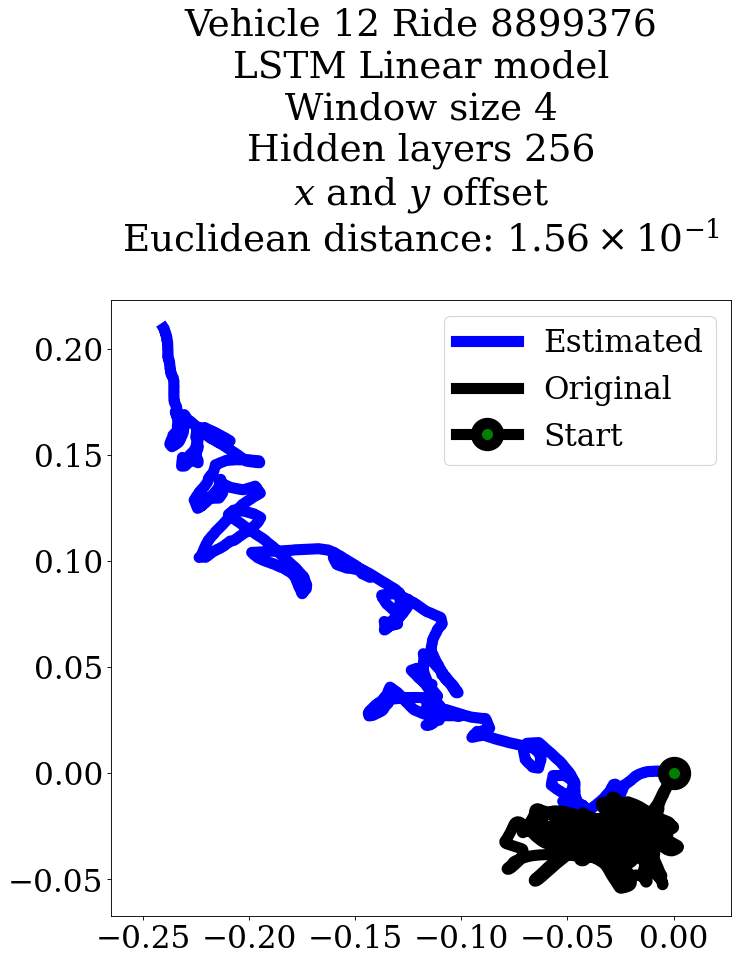 Vehicle 12 Ride 8899376
LSTM Linear model
Window size 4
Hidden layers 256
x and y offset
Euclidean distance: 1.56 × 10⁻¹
Estimated
Original
Start
0.20
0.15
0.10
0.05
0.00
−0.05
−0.25 −0.20 −0.15 −0.10 −0.05 0.00